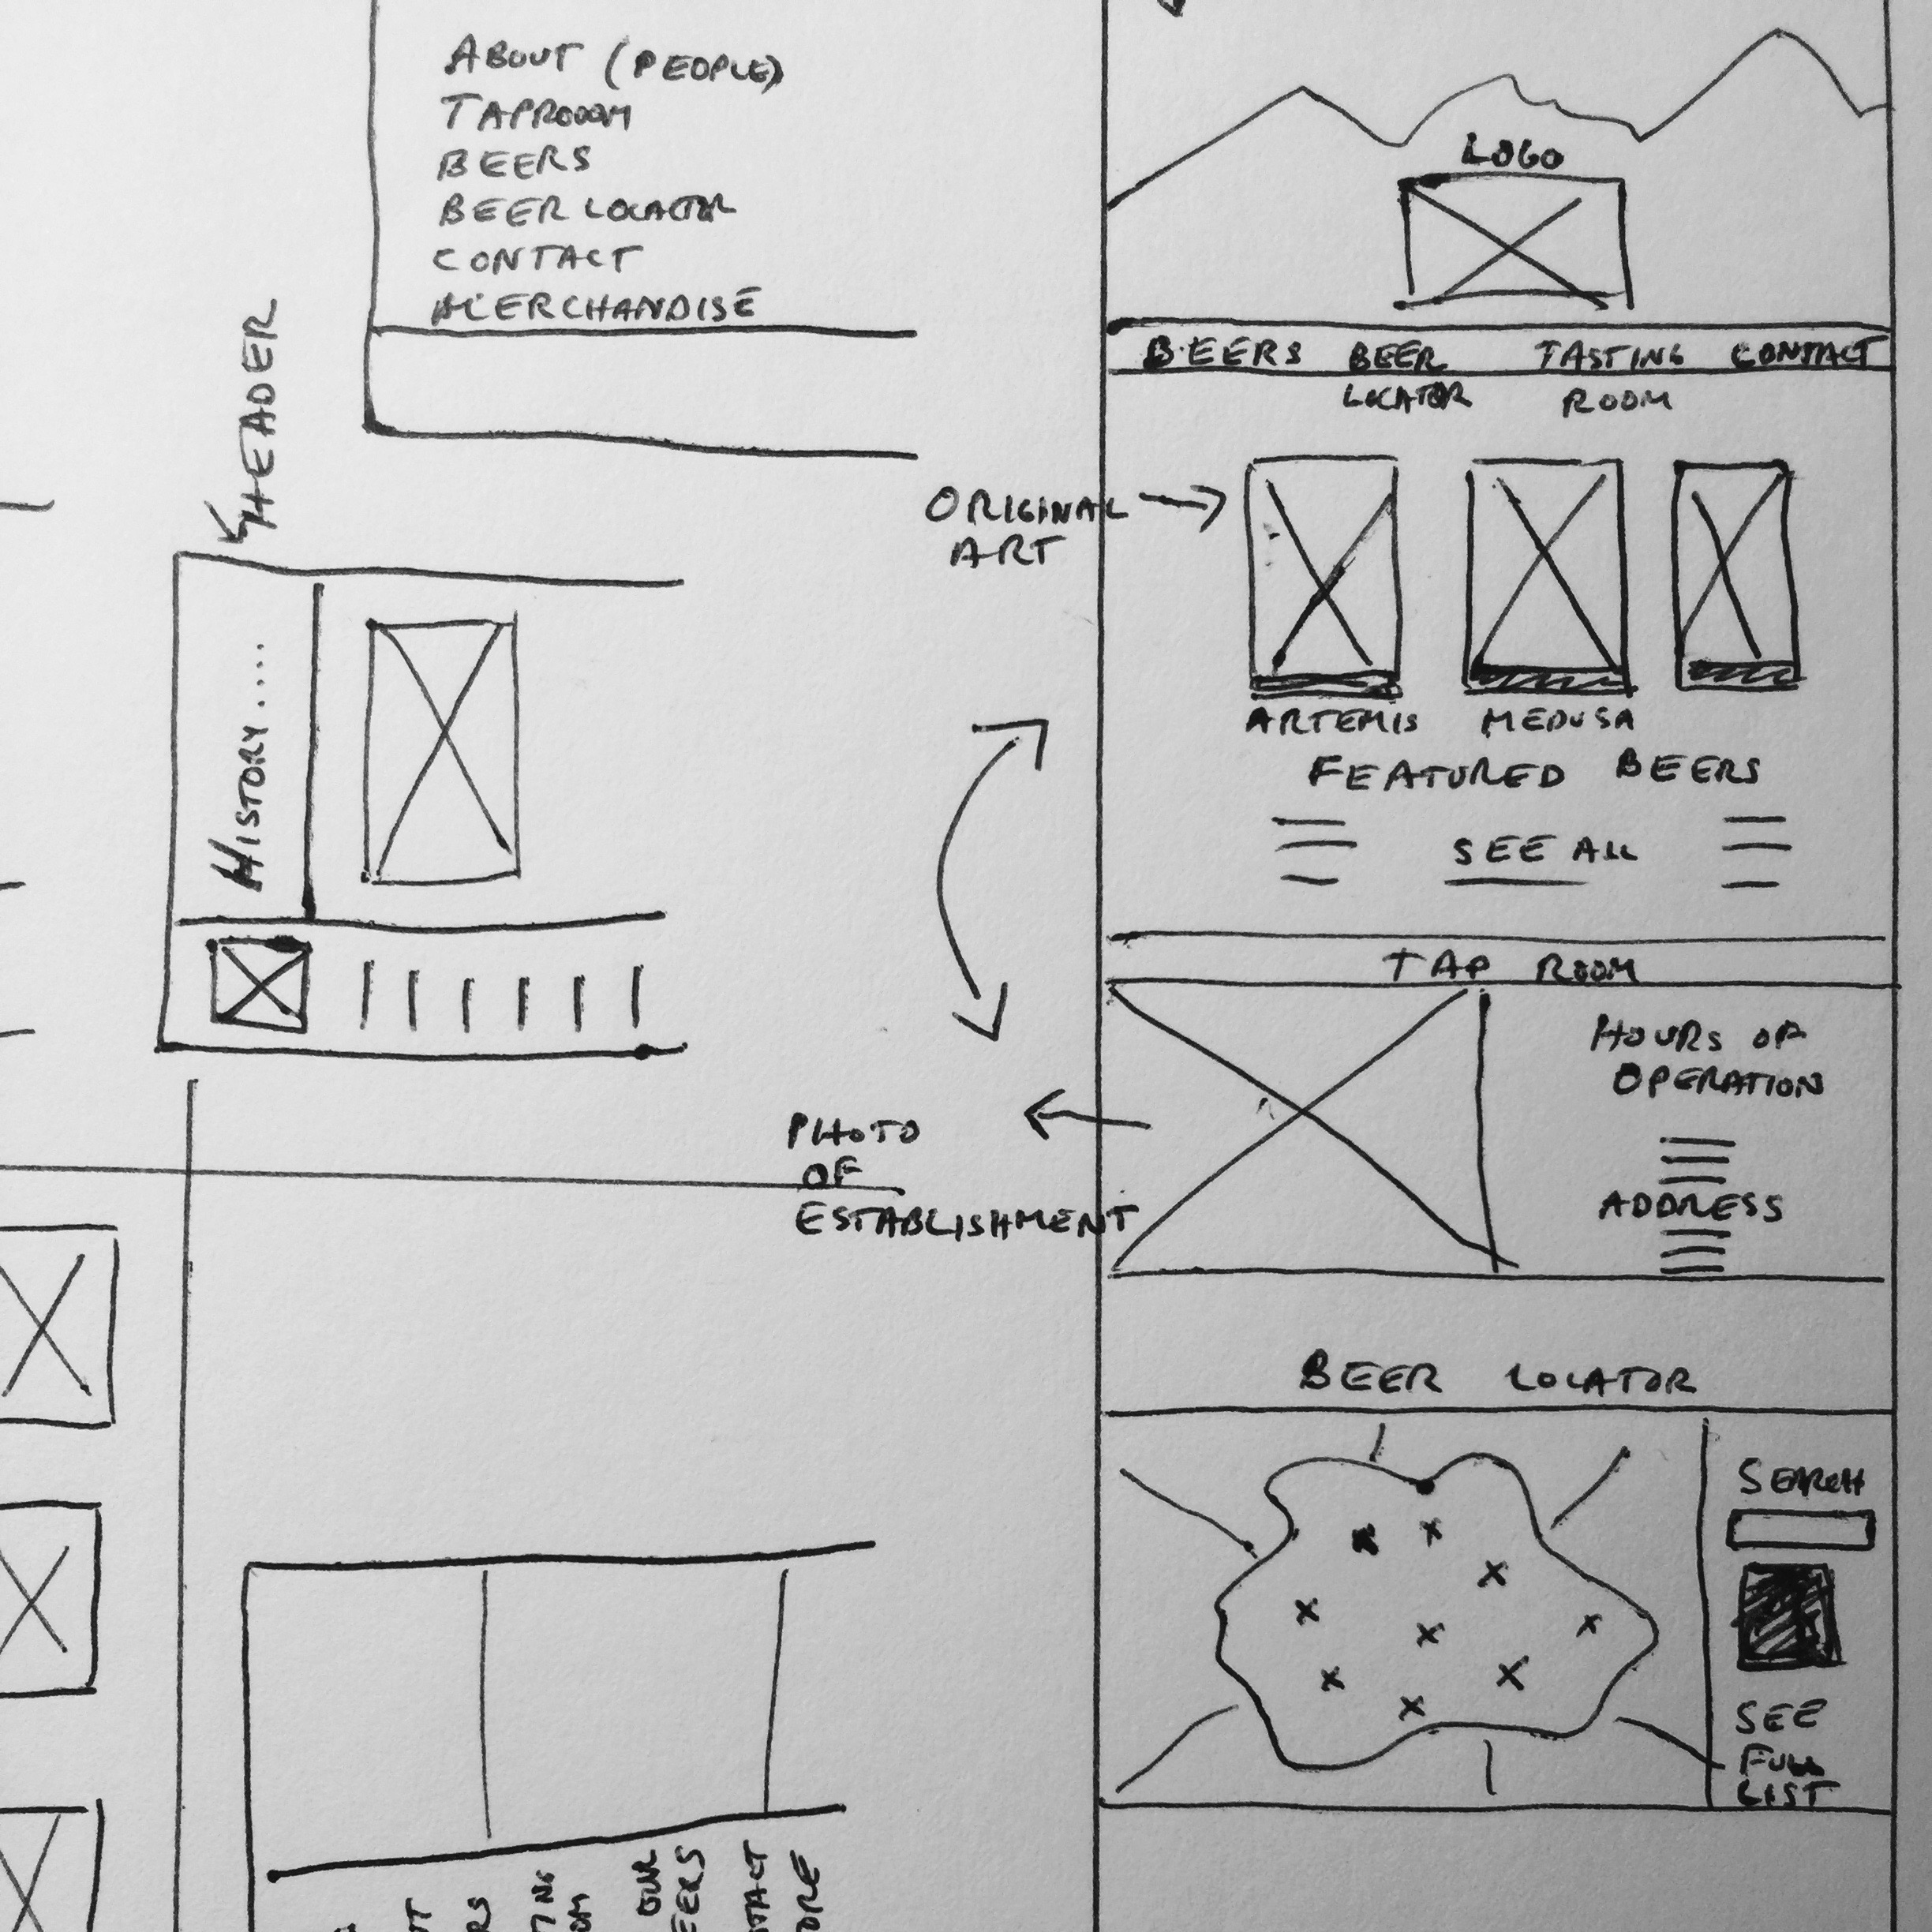 ABOUT (PEOPLE)
TAPROOOM
BEERS
BEER LOCATOR
CONTACT
MERCHANDISE
HEADER
HISTORY.....
LOGO
BEERS BEER TASTING CONTACT
LOCATOR ROOM
ORIGINAL
ART
ARTEMIS MEDUSA
FEATURED BEERS
SEE ALL
TAP ROOM
HOURS OF
OPERATION
ADDRESS
PHOTO
OF
ESTABLISHMENT
BEER LOCATOR
SEARCH
SEE
FULL
LIST
OUR